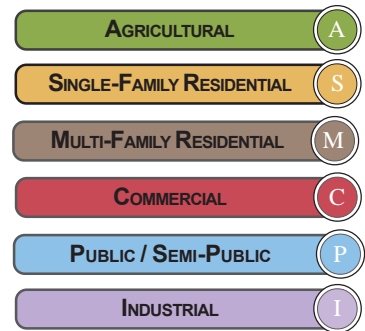 AGRICULTURAL A
SINGLE-FAMILY RESIDENTIAL S
MULTI-FAMILY RESIDENTIAL M
COMMERCIAL C
PUBLIC / SEMI-PUBLIC P
INDUSTRIAL I